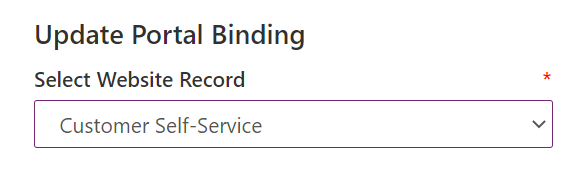 Update Portal Binding
Select Website Record *
Customer Self-Service